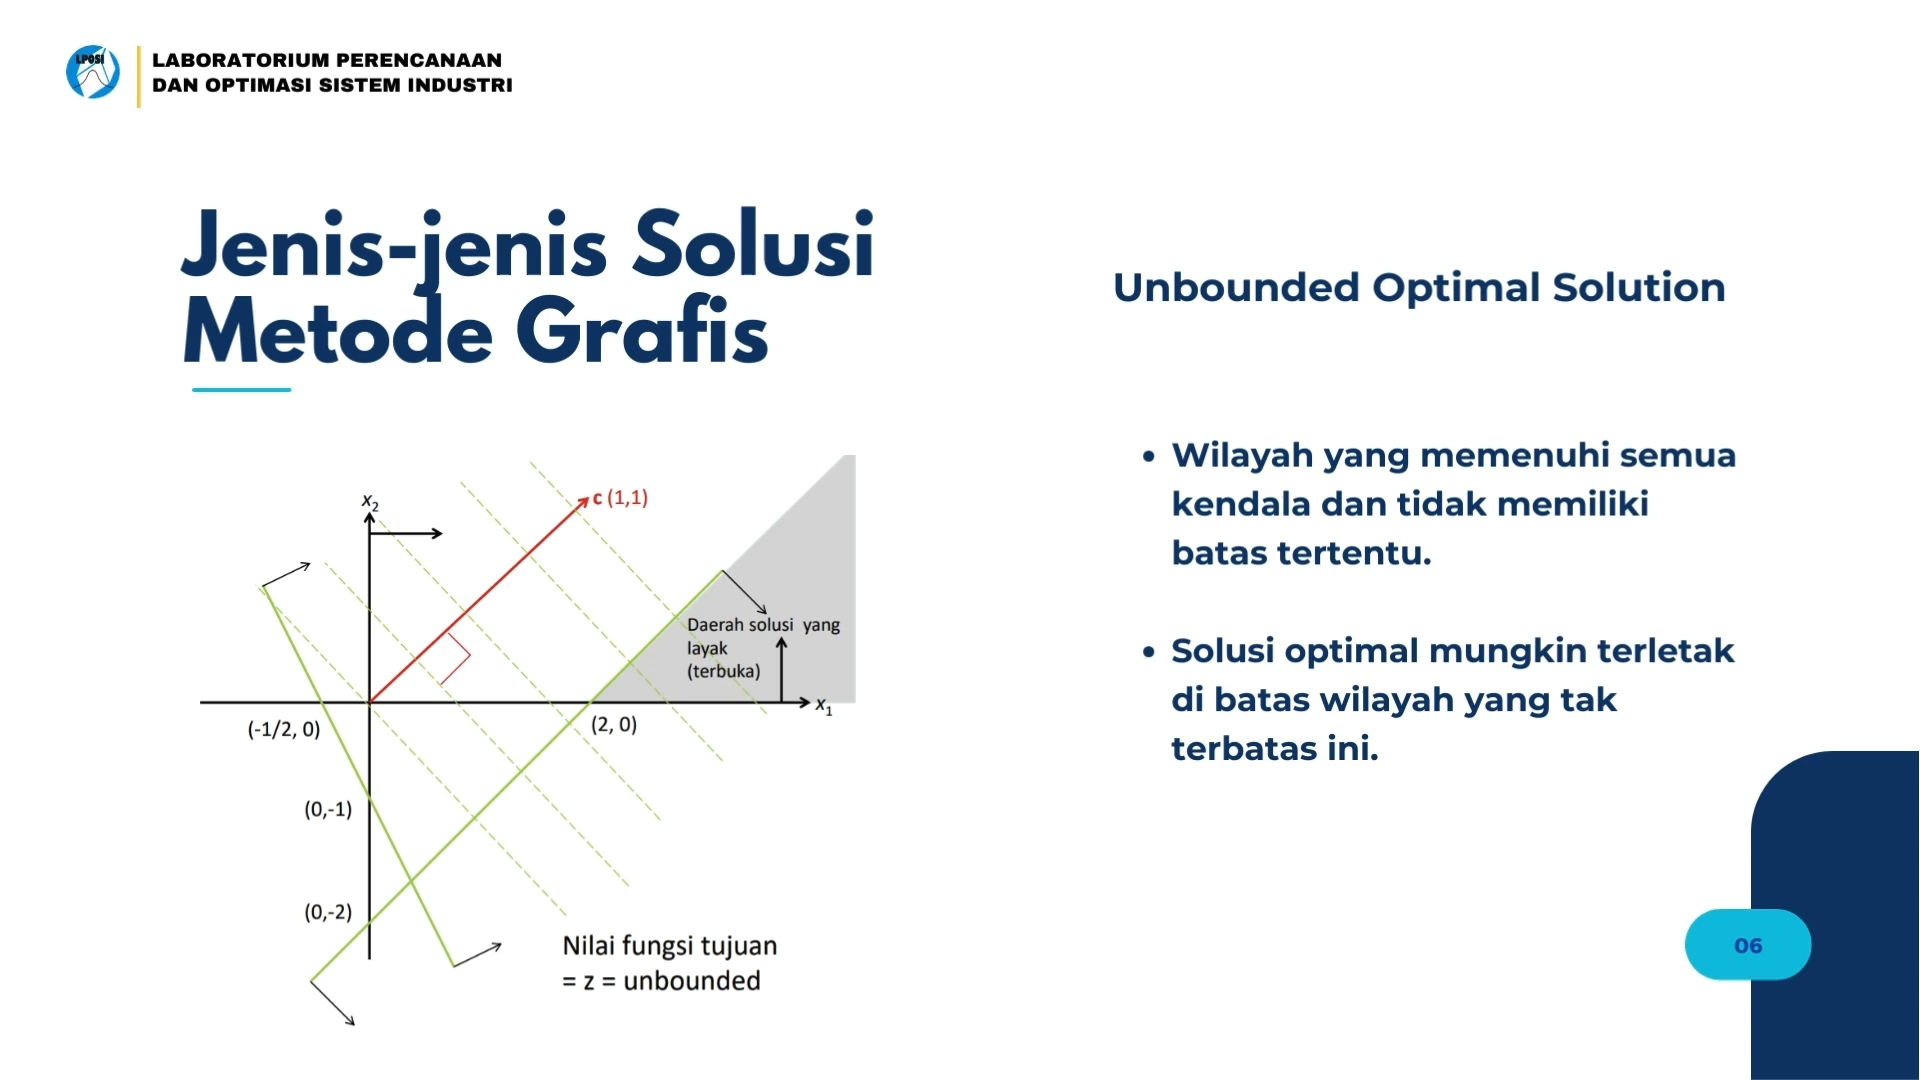 LPOSI
LABORATORIUM PERENCANAAN
DAN OPTIMASI SISTEM INDUSTRI
Jenis-jenis Solusi
Metode Grafis
Unbounded Optimal Solution
Wilayah yang memenuhi semua
kendala dan tidak memiliki
batas tertentu.
Solusi optimal mungkin terletak
di batas wilayah yang tak
terbatas ini.
x₂
c (1,1)
Daerah solusi yang
layak
(terbuka)
x₁
(-1/2, 0)
(2, 0)
(0,-1)
(0,-2)
Nilai fungsi tujuan
= z = unbounded
06